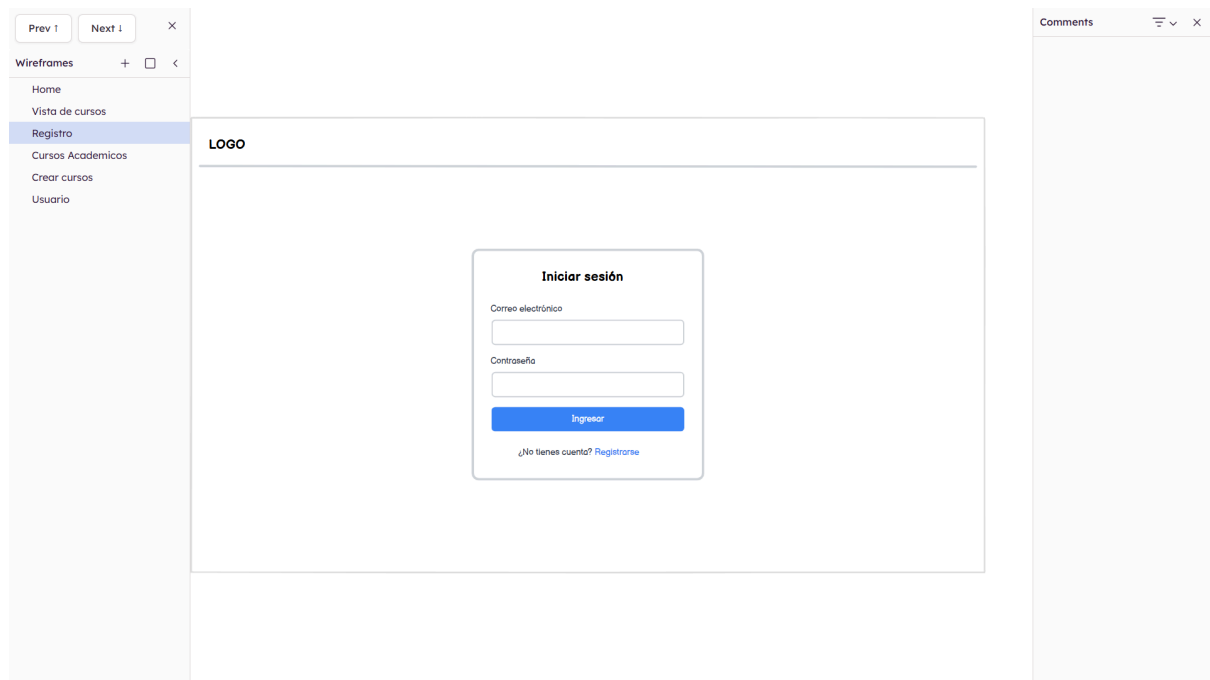 Prev ↑ Next ↓
Wireframes
Home
Vista de cursos
Registro
Cursos Academicos
Crear cursos
Usuario
LOGO
Iniciar sesión
Correo electrónico
Contraseña
Ingresar
¿No tienes cuenta? Registrarse
Comments